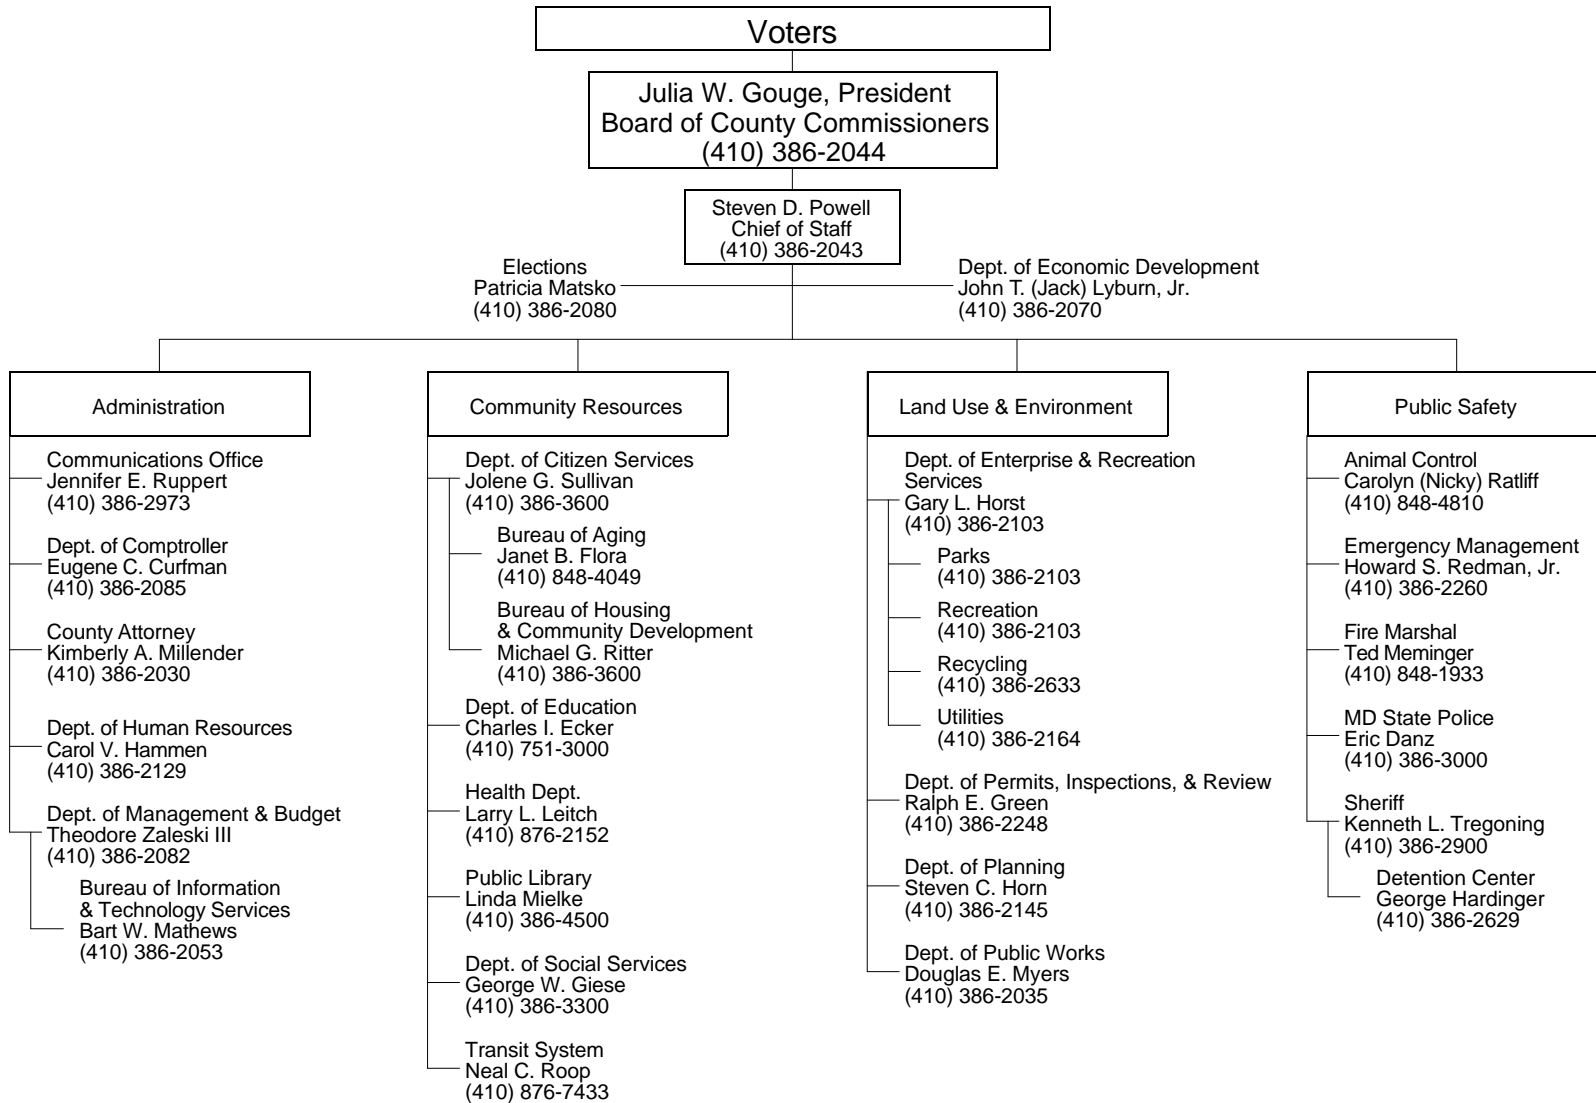 Voters
Julia W. Gouge, President
Board of County Commissioners
(410) 386-2044
Steven D. Powell
Chief of Staff
(410) 386-2043
Elections
Patricia Matsko
(410) 386-2080
Dept. of Economic Development
John T. (Jack) Lyburn, Jr.
(410) 386-2070
Administration
Communications Office
Jennifer E. Ruppert
(410) 386-2973
Dept. of Comptroller
Eugene C. Curfman
(410) 386-2085
County Attorney
Kimberly A. Millender
(410) 386-2030
Dept. of Human Resources
Carol V. Hammen
(410) 386-2129
Dept. of Management & Budget
Theodore Zaleski III
(410) 386-2082
Bureau of Information
& Technology Services
Bart W. Mathews
(410) 386-2053
Community Resources
Dept. of Citizen Services
Jolene G. Sullivan
(410) 386-3600
Bureau of Aging
Janet B. Flora
(410) 848-4049
Bureau of Housing
& Community Development
Michael G. Ritter
(410) 386-3600
Dept. of Education
Charles I. Ecker
(410) 751-3000
Health Dept.
Larry L. Leitch
(410) 876-2152
Public Library
Linda Mielke
(410) 386-4500
Dept. of Social Services
George W. Giese
(410) 386-3300
Transit System
Neal C. Roop
(410) 876-7433
Land Use & Environment
Dept. of Enterprise & Recreation
Services
Gary L. Horst
(410) 386-2103
Parks
(410) 386-2103
Recreation
(410) 386-2103
Recycling
(410) 386-2633
Utilities
(410) 386-2164
Dept. of Permits, Inspections, & Review
Ralph E. Green
(410) 386-2248
Dept. of Planning
Steven C. Horn
(410) 386-2145
Dept. of Public Works
Douglas E. Myers
(410) 386-2035
Public Safety
Animal Control
Carolyn (Nicky) Ratliff
(410) 848-4810
Emergency Management
Howard S. Redman, Jr.
(410) 386-2260
Fire Marshal
Ted Meminger
(410) 848-1933
MD State Police
Eric Danz
(410) 386-3000
Sheriff
Kenneth L. Tregoning
(410) 386-2900
Detention Center
George Hardinger
(410) 386-2629